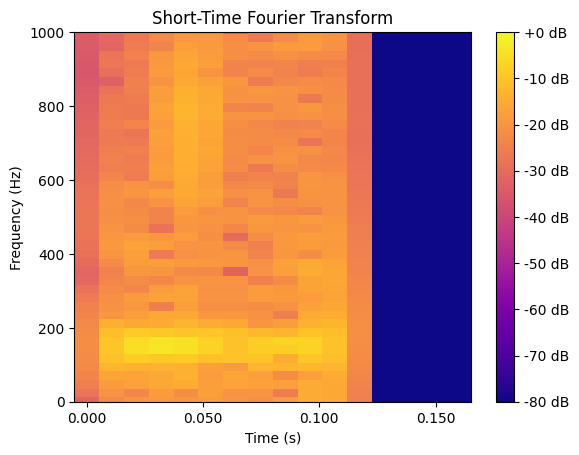 Short-Time Fourier Transform
Frequency (Hz)
1000
800
600
400
200
0
0.000
0.050
0.100
0.150
Time (s)
+0 dB
-10 dB
-20 dB
-30 dB
-40 dB
-50 dB
-60 dB
-70 dB
-80 dB